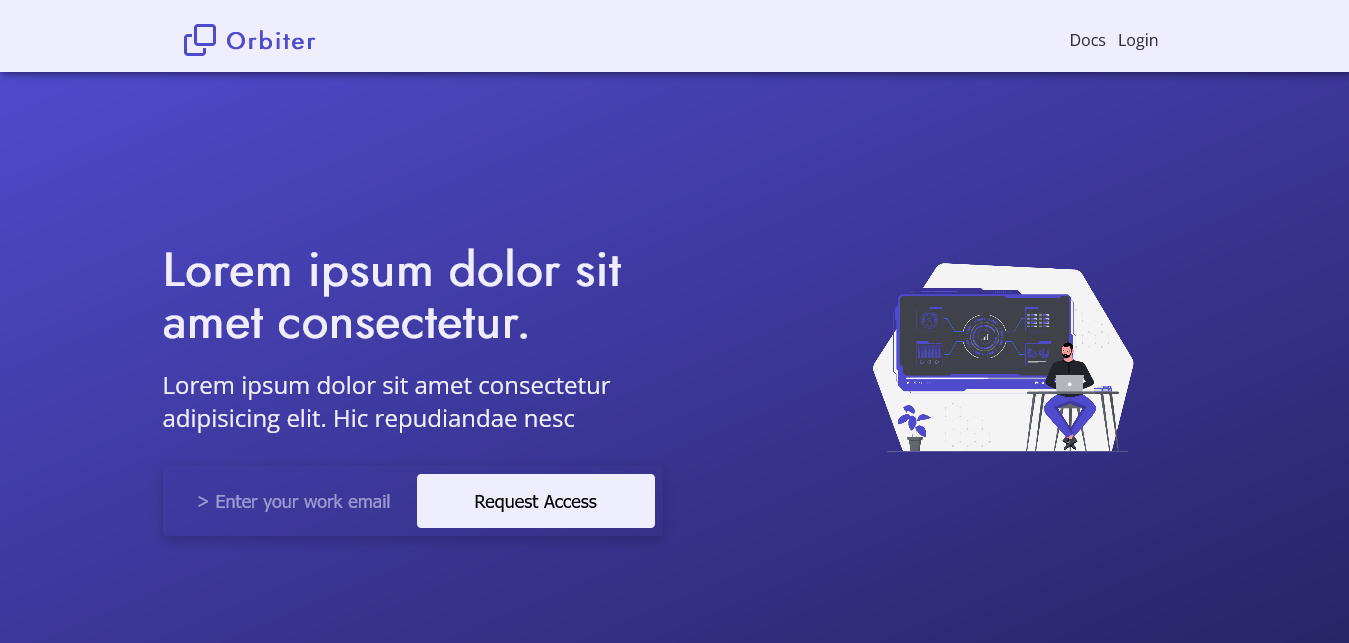 Orbiter
Docs Login
Lorem ipsum dolor sit
amet consectetur.
Lorem ipsum dolor sit amet consectetur
adipisicing elit. Hic repudiandae nesc
> Enter your work email
Request Access